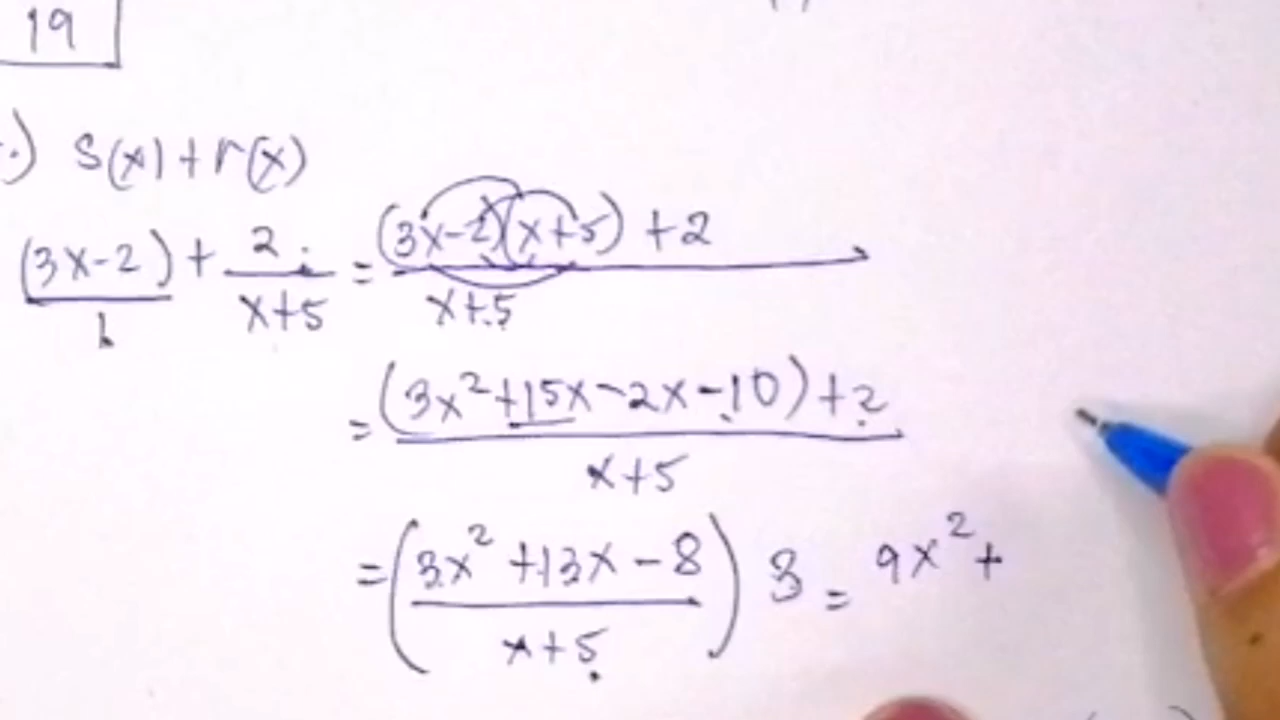 19
.) s(x)+r(x)
(3x-2)/1 + 2/(x+5) = ((3x-2)(x+5)+2)/(x+5)
= ((3x²+15x-2x-10)+2)/(x+5)
= ((3x²+13x-8)/(x+5)) 3 = 9x²+